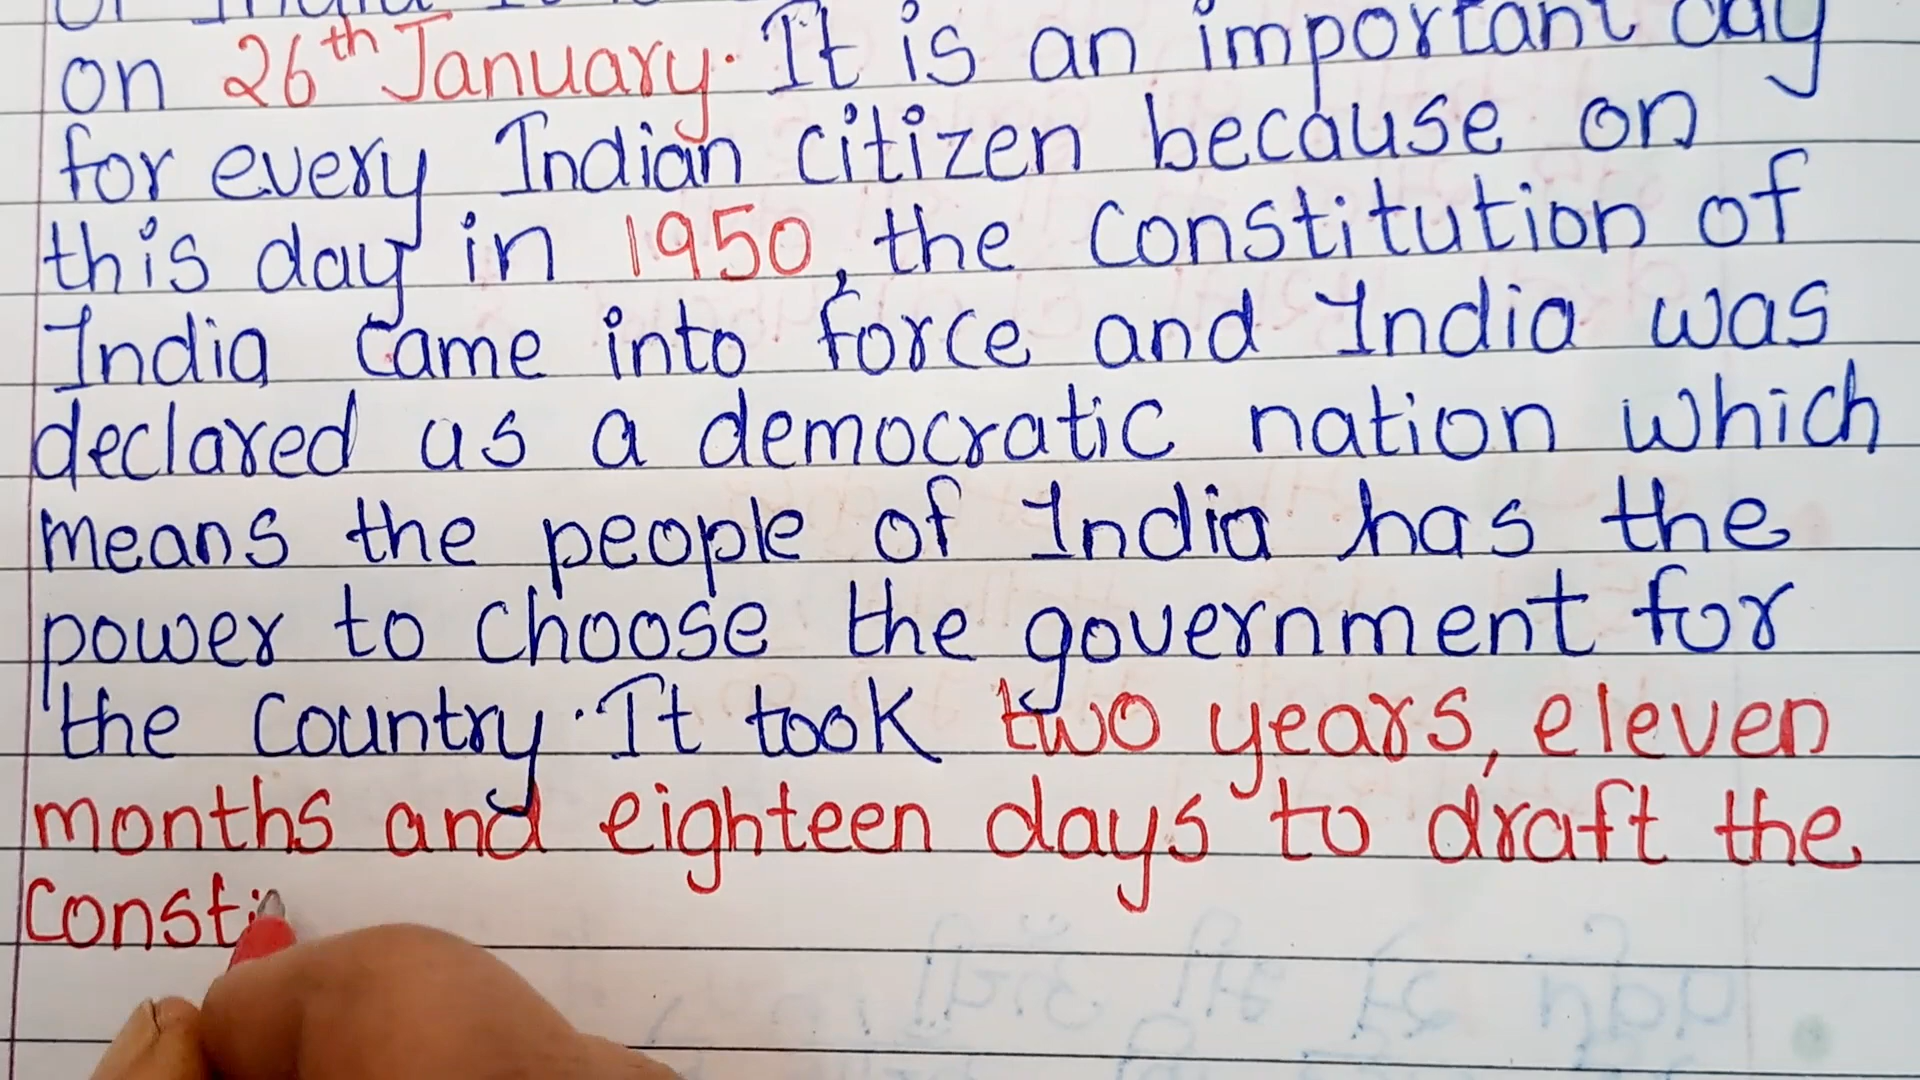 of India is
on 26th January. It is an important day
for every Indian citizen because on
this day in 1950, the Constitution of
India came into force and India was
declared as a democratic nation which
means the people of India has the
power to choose the government for
the Country. It took two years, eleven
months and eighteen days to draft the
Consti